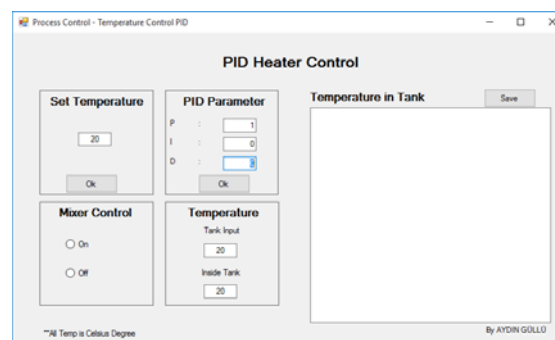 Process Control - Temperature Control PID
PID Heater Control
Set Temperature
20
Ok
PID Parameter
P : 1
I : 0
D :
Ok
Mixer Control
On
Off
Temperature
Tank Input
20
Inside Tank
20
Temperature in Tank
Save
**All Temp is Celsius Degree
By AYDIN GÜLLÜ